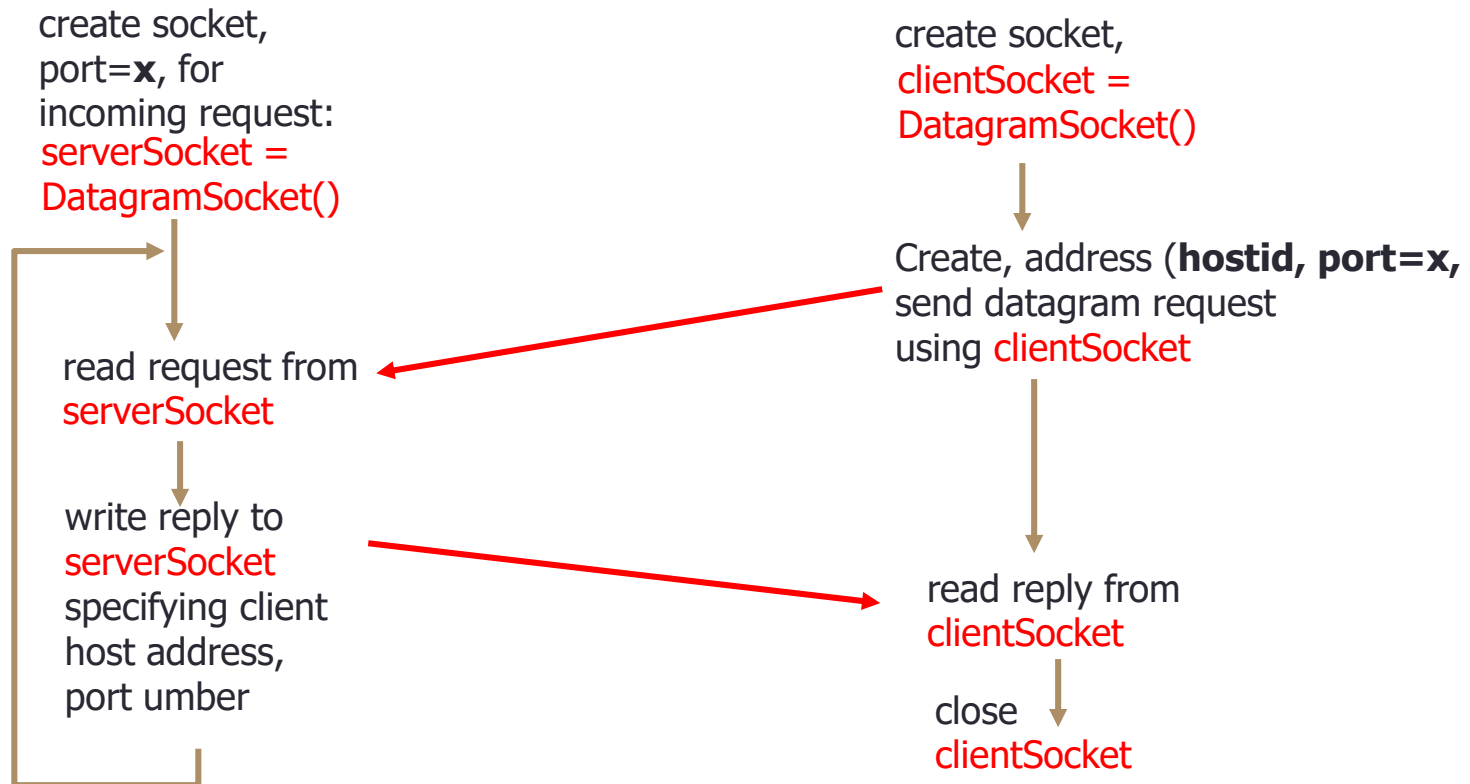 create socket,
port=x, for
incoming request:
serverSocket =
DatagramSocket()
read request from
serverSocket
write reply to
serverSocket
specifying client
host address,
port umber
create socket,
clientSocket =
DatagramSocket()
Create, address (hostid, port=x,
send datagram request
using clientSocket
read reply from
clientSocket
close
clientSocket